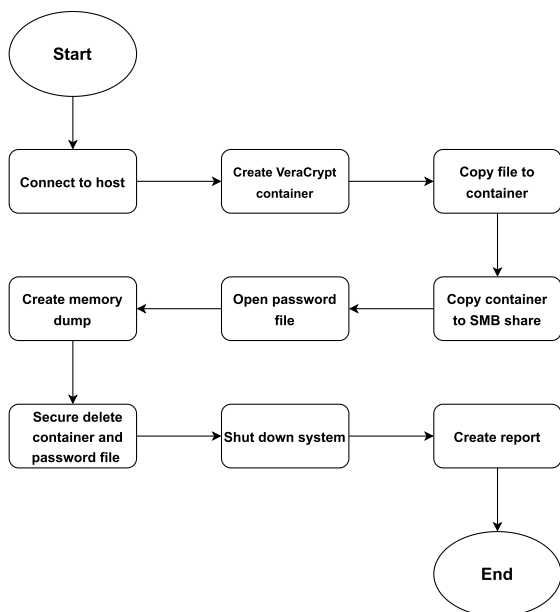 Start
Connect to host
Create VeraCrypt
container
Copy file to
container
Copy container
to SMB share
Open password
file
Create memory
dump
Secure delete
container and
password file
Shut down system
Create report
End